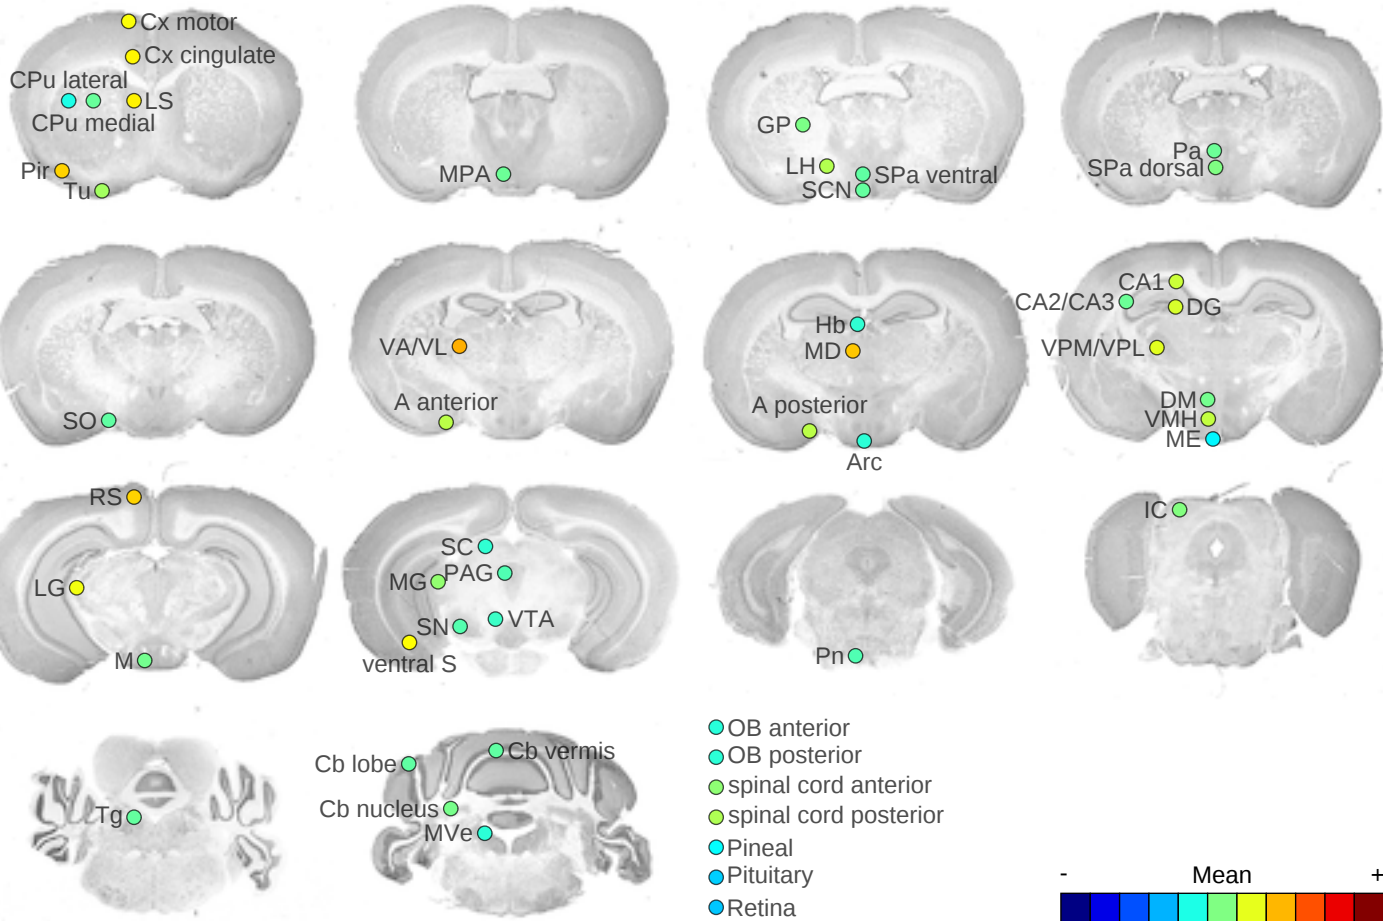 Cx motor
Cx cingulate
CPu lateral
LS
CPu medial
Pir
Tu
MPA
GP
LH
SPa ventral
SCN
Pa
SPa dorsal
SO
VA/VL
A anterior
Hb
MD
A posterior
Arc
CA1
CA2/CA3
DG
VPM/VPL
DM
VMH
ME
RS
LG
M
SC
PAG
MG
VTA
SN
ventral S
Pn
IC
Tg
Cb vermis
Cb lobe
Cb nucleus
MVe
OB anterior
OB posterior
spinal cord anterior
spinal cord posterior
Pineal
Pituitary
Retina
- Mean +